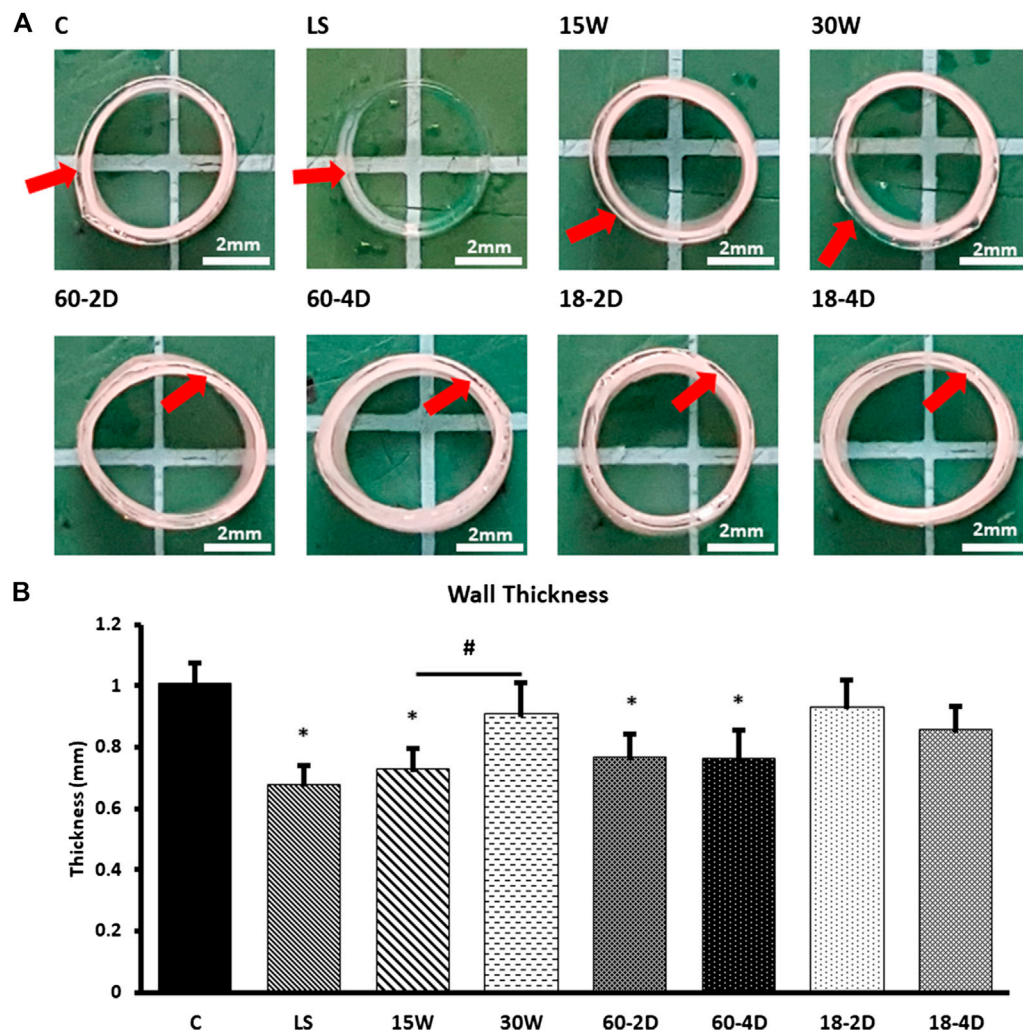 A C LS 15W 30W
2mm 2mm 2mm 2mm
60-2D 60-4D 18-2D 18-4D
2mm 2mm 2mm 2mm
B
Wall Thickness
1.2
1
0.8
0.6
0.4
0.2
0
Thickness (mm)
* * # * *
C LS 15W 30W 60-2D 60-4D 18-2D 18-4D